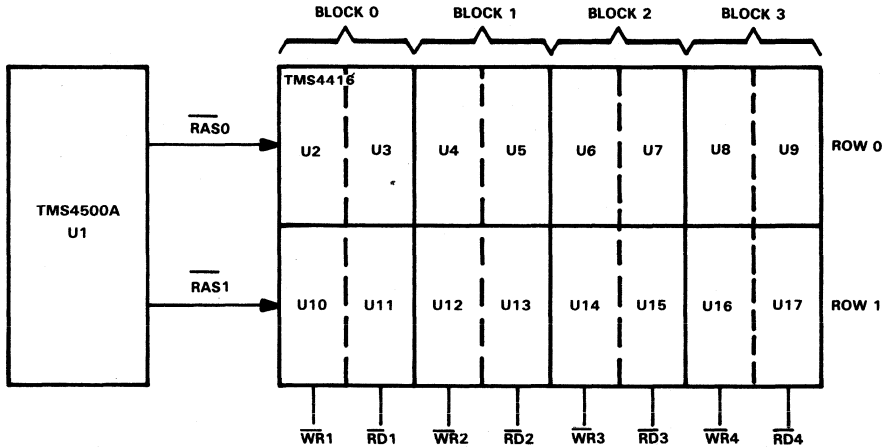 BLOCK 0 BLOCK 1 BLOCK 2 BLOCK 3
TMS4416
RAS0
U2 U3 U4 U5 U6 U7 U8 U9 ROW 0
TMS4500A
U1
RAS1
U10 U11 U12 U13 U14 U15 U16 U17 ROW 1
WR1 RD1 WR2 RD2 WR3 RD3 WR4 RD4